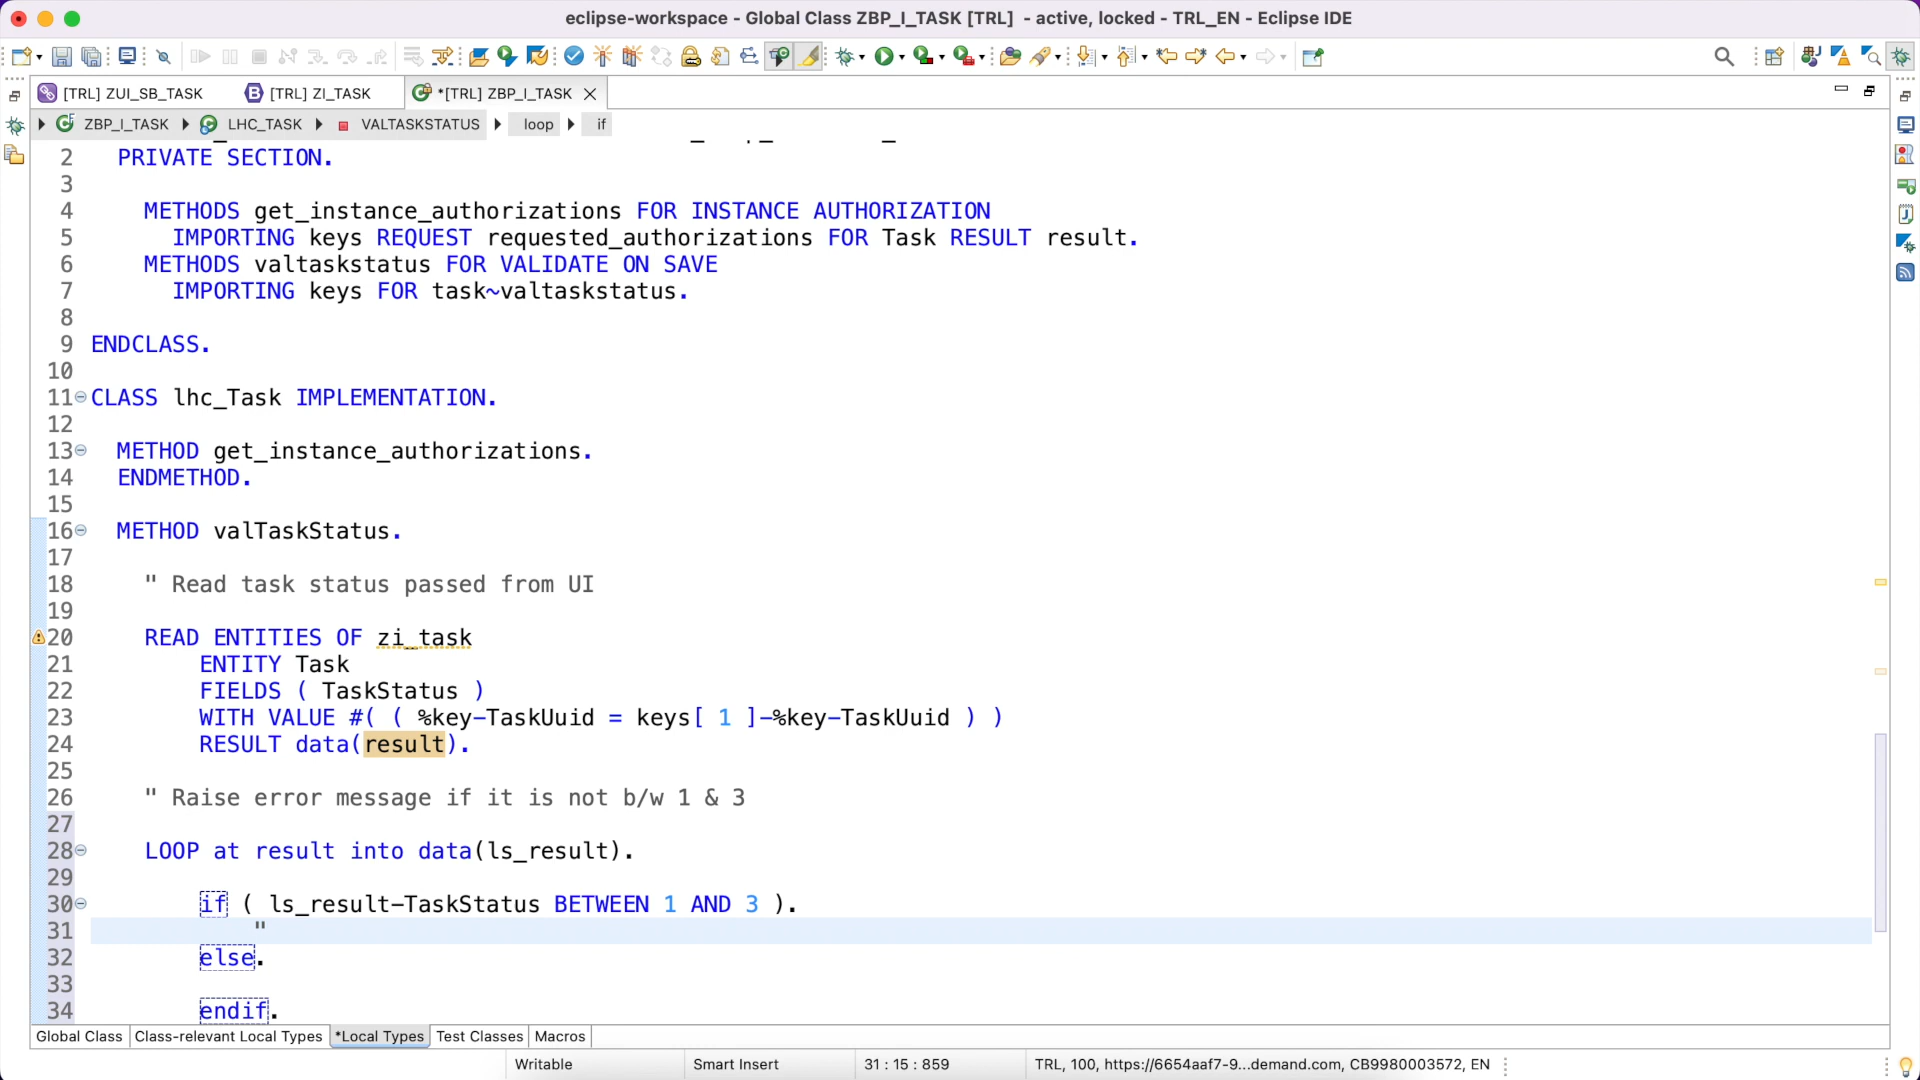 eclipse-workspace - Global Class ZBP_I_TASK [TRL] - active, locked - TRL_EN - Eclipse IDE
[TRL] ZUI_SB_TASK
[TRL] ZI_TASK
*[TRL] ZBP_I_TASK
ZBP_I_TASK
LHC_TASK
VALTASKSTATUS
loop
if
2 PRIVATE SECTION.
3
4 METHODS get_instance_authorizations FOR INSTANCE AUTHORIZATION
5 IMPORTING keys REQUEST requested_authorizations FOR Task RESULT result.
6 METHODS valtaskstatus FOR VALIDATE ON SAVE
7 IMPORTING keys FOR task~valtaskstatus.
8
9 ENDCLASS.
10
11 CLASS lhc_Task IMPLEMENTATION.
12
13 METHOD get_instance_authorizations.
14 ENDMETHOD.
15
16 METHOD valTaskStatus.
17
18 " Read task status passed from UI
19
20 READ ENTITIES OF zi_task
21 ENTITY Task
22 FIELDS ( TaskStatus )
23 WITH VALUE #( ( %key-TaskUuid = keys[ 1 ]-%key-TaskUuid ) )
24 RESULT data(result).
25
26 " Raise error message if it is not b/w 1 & 3
27
28 LOOP at result into data(ls_result).
29
30 if ( ls_result-TaskStatus BETWEEN 1 AND 3 ).
31 "
32 else.
33
34 endif.
Global Class
Class-relevant Local Types
*Local Types
Test Classes
Macros
Writable
Smart Insert
31 : 15 : 859
TRL, 100, https://6654aaf7-9...demand.com, CB9980003572, EN